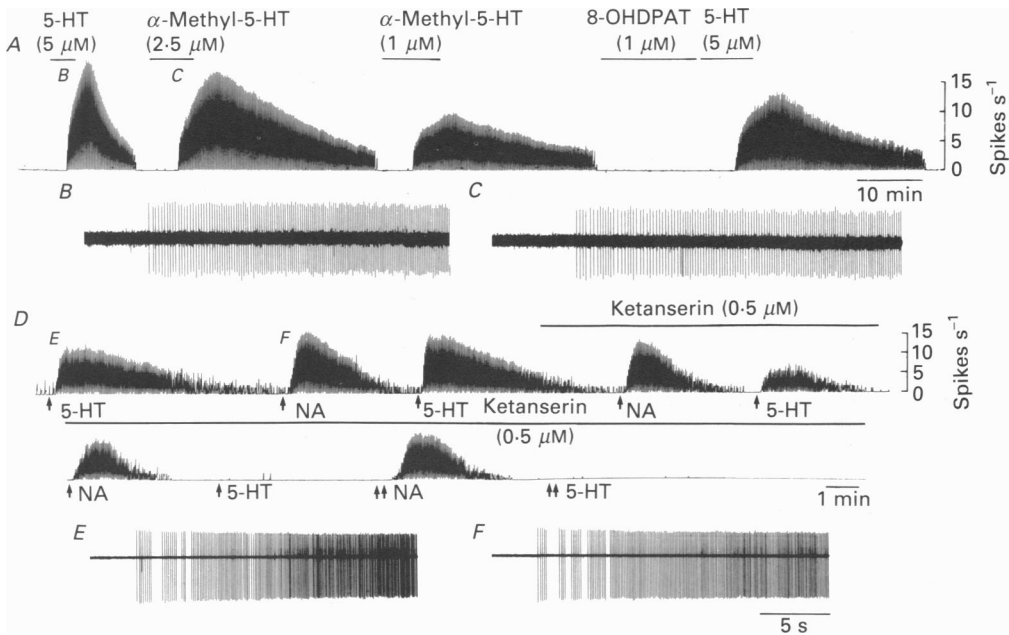 5-HT α-Methyl-5-HT α-Methyl-5-HT 8-OHDPAT 5-HT
A (5 μM) (2·5 μM) (1 μM) (1 μM) (5 μM)
B C
15
10
5
0
Spikes s⁻¹
10 min
B C
Ketanserin (0·5 μM)
D
E F
15
10
5
0
Spikes s⁻¹
5-HT NA 5-HT NA 5-HT
Ketanserin
(0·5 μM)
NA 5-HT NA 5-HT
1 min
E F
5 s